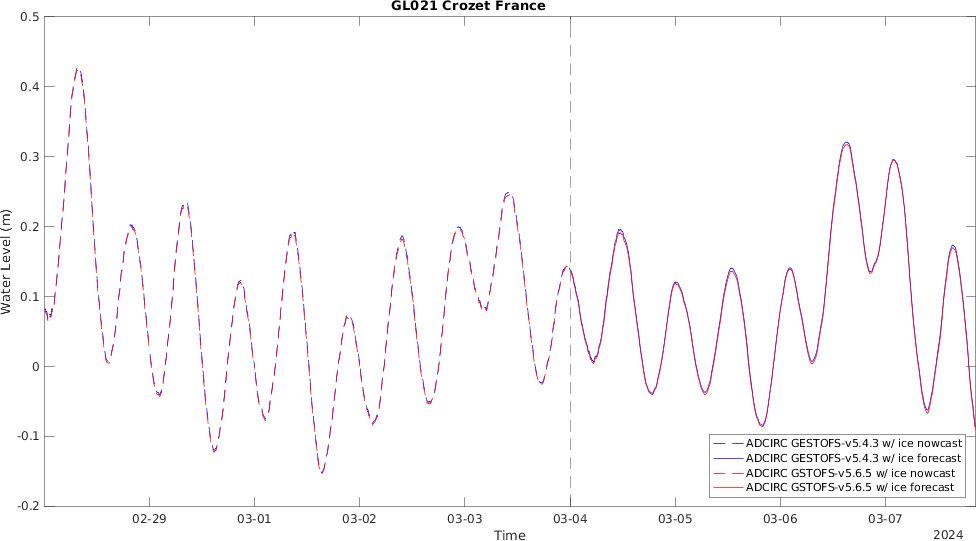 GL021 Crozet France
0.5
0.4
0.3
0.2
0.1
0
-0.1
-0.2
Water Level (m)
02-29 03-01 03-02 03-03 03-04 03-05 03-06 03-07
Time
2024
ADCIRC GESTOFS-v5.4.3 w/ ice nowcast
ADCIRC GESTOFS-v5.4.3 w/ ice forecast
ADCIRC GSTOFS-v5.6.5 w/ ice nowcast
ADCIRC GSTOFS-v5.6.5 w/ ice forecast